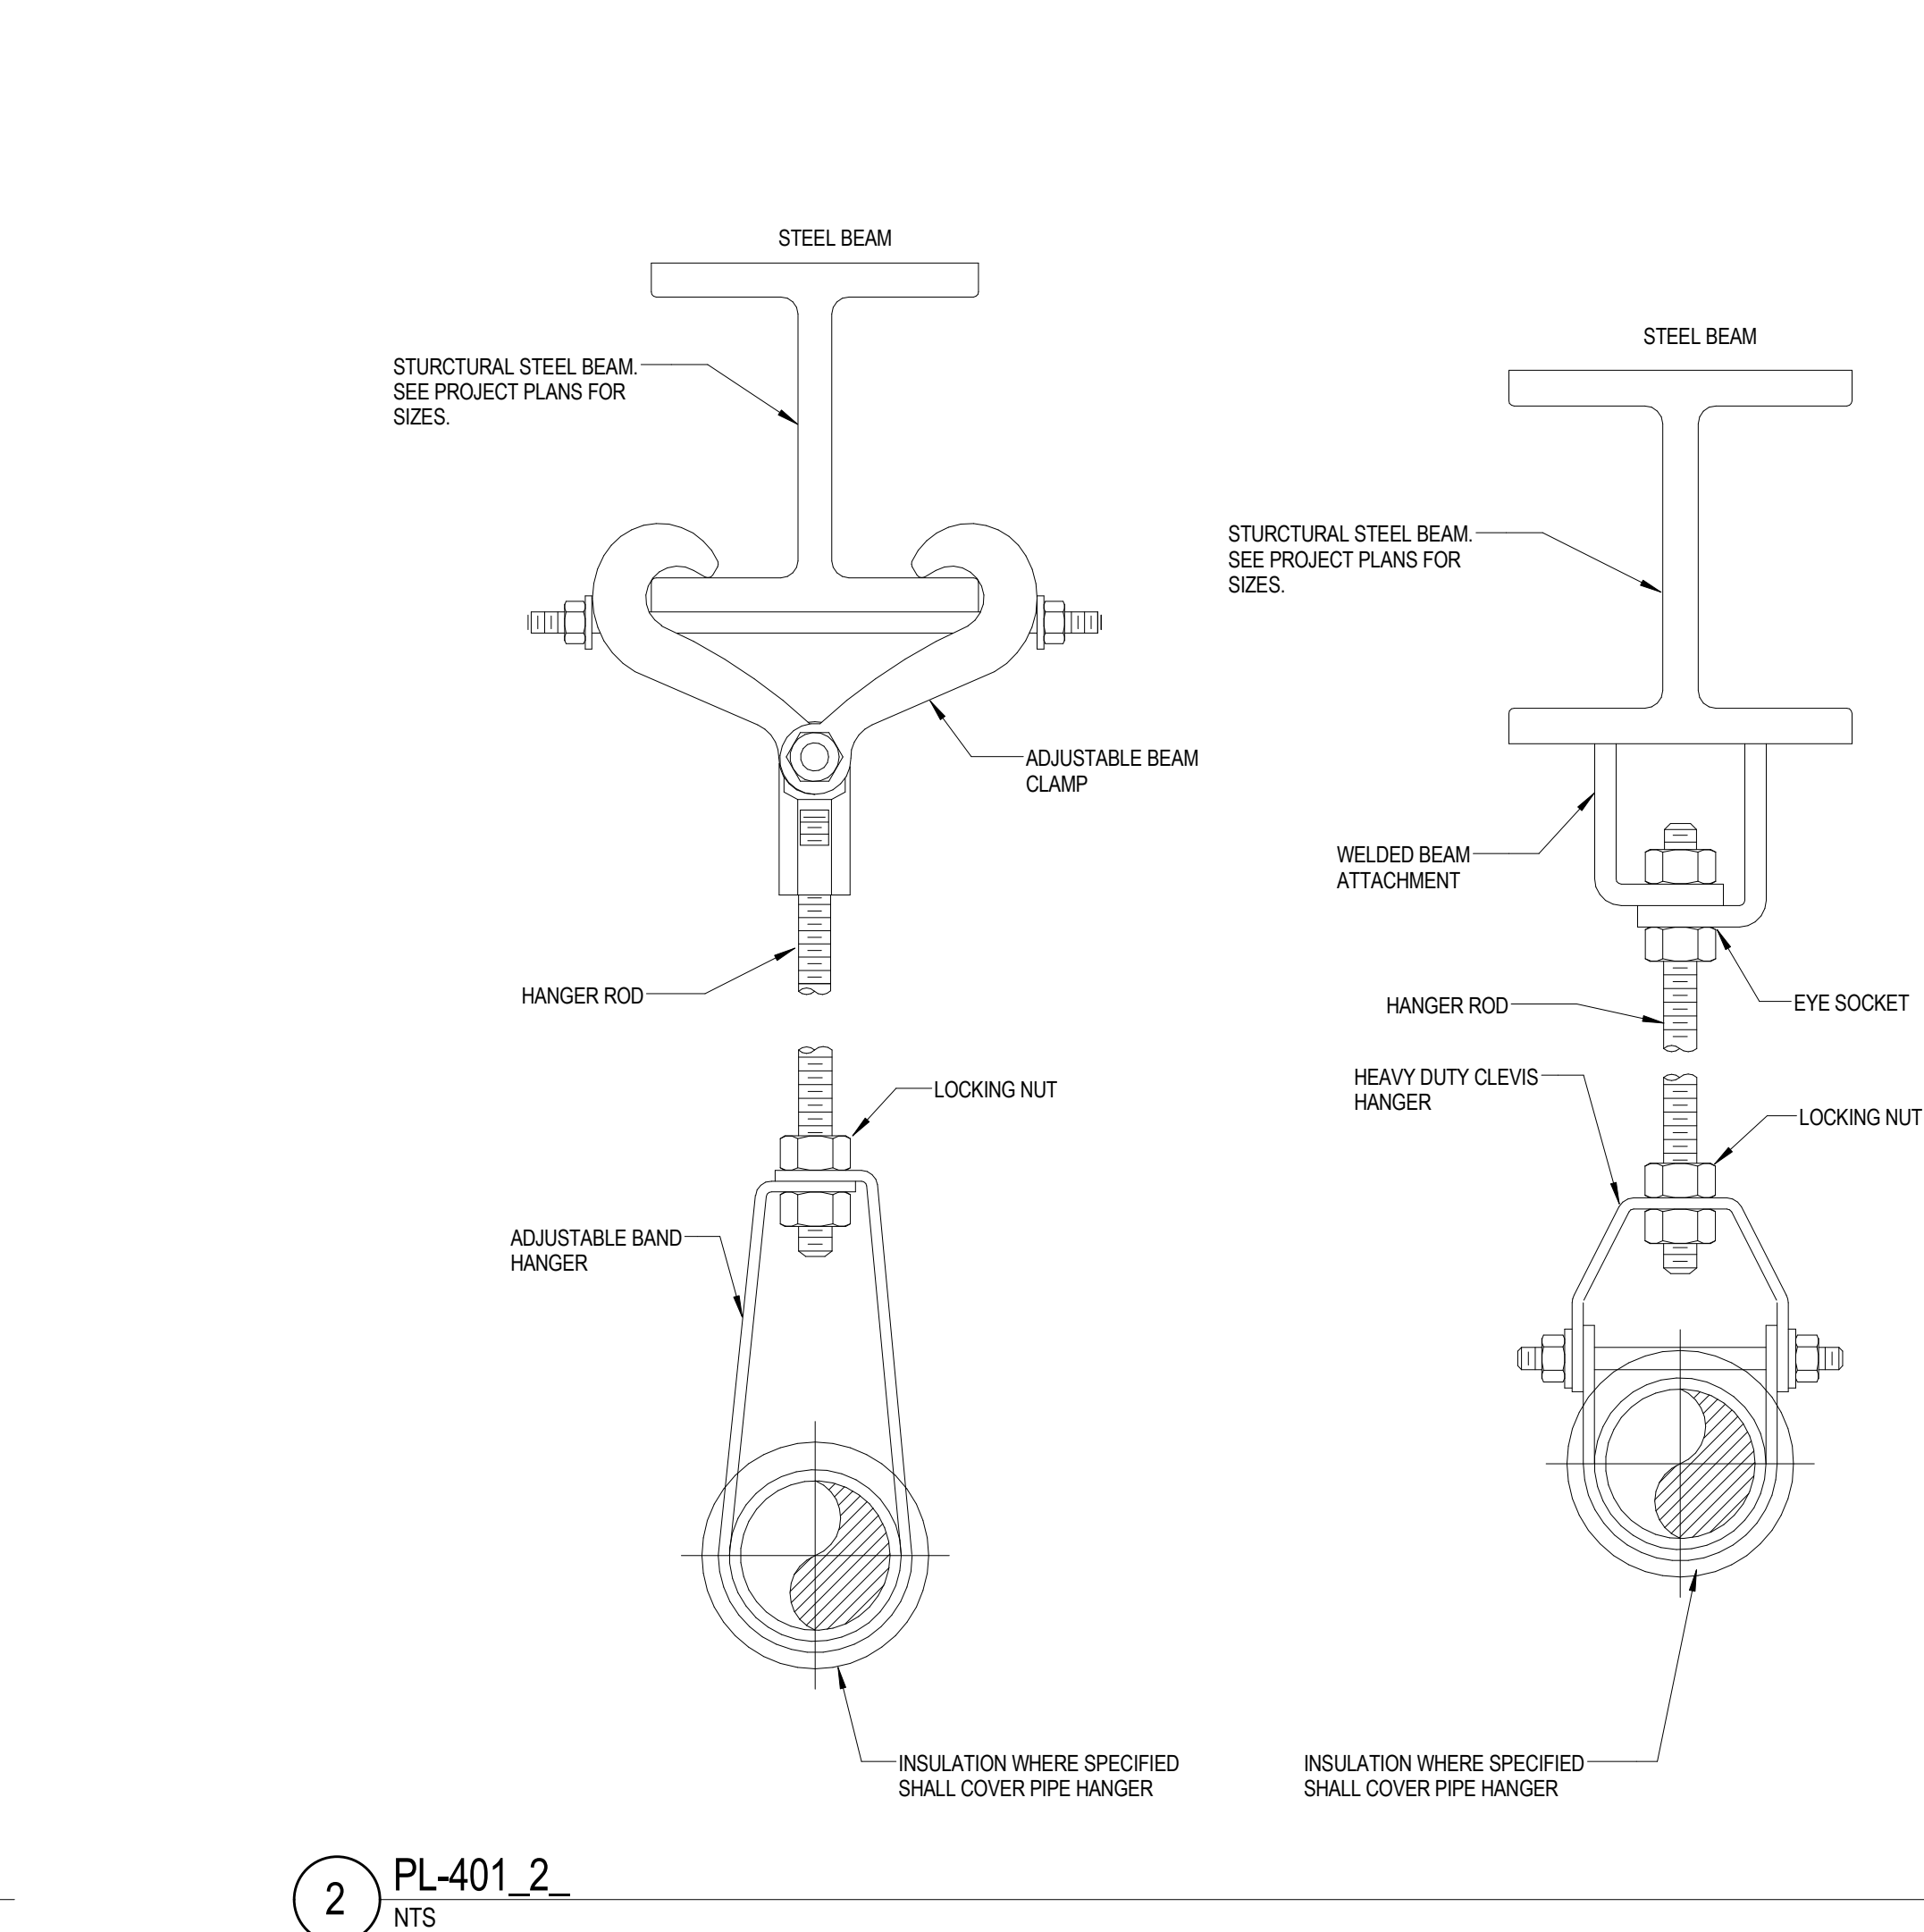 STEEL BEAM
STURCTURAL STEEL BEAM.
SEE PROJECT PLANS FOR
SIZES.
ADJUSTABLE BEAM
CLAMP
HANGER ROD
LOCKING NUT
ADJUSTABLE BAND
HANGER
INSULATION WHERE SPECIFIED
SHALL COVER PIPE HANGER
STEEL BEAM
STURCTURAL STEEL BEAM.
SEE PROJECT PLANS FOR
SIZES.
WELDED BEAM
ATTACHMENT
HANGER ROD
EYE SOCKET
HEAVY DUTY CLEVIS
HANGER
LOCKING NUT
INSULATION WHERE SPECIFIED
SHALL COVER PIPE HANGER
2
PL-401_2_
NTS